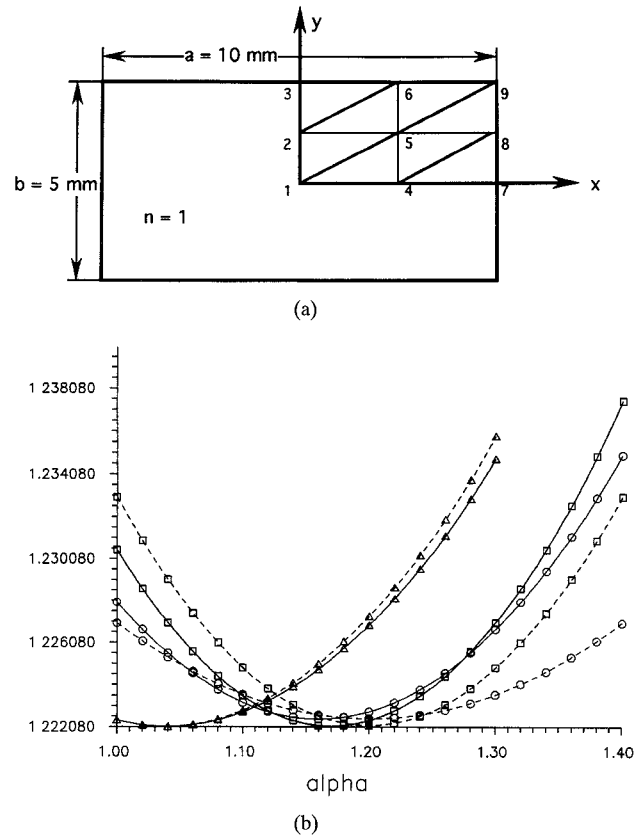 y
a = 10 mm
3 6 9
2 5 8
b = 5 mm
1 4 7 x
n = 1
(a)
1 238080
1.234080
1.230080
1 226080
1 222080
1.00 1.10 1.20 1.30 1.40
alpha
(b)